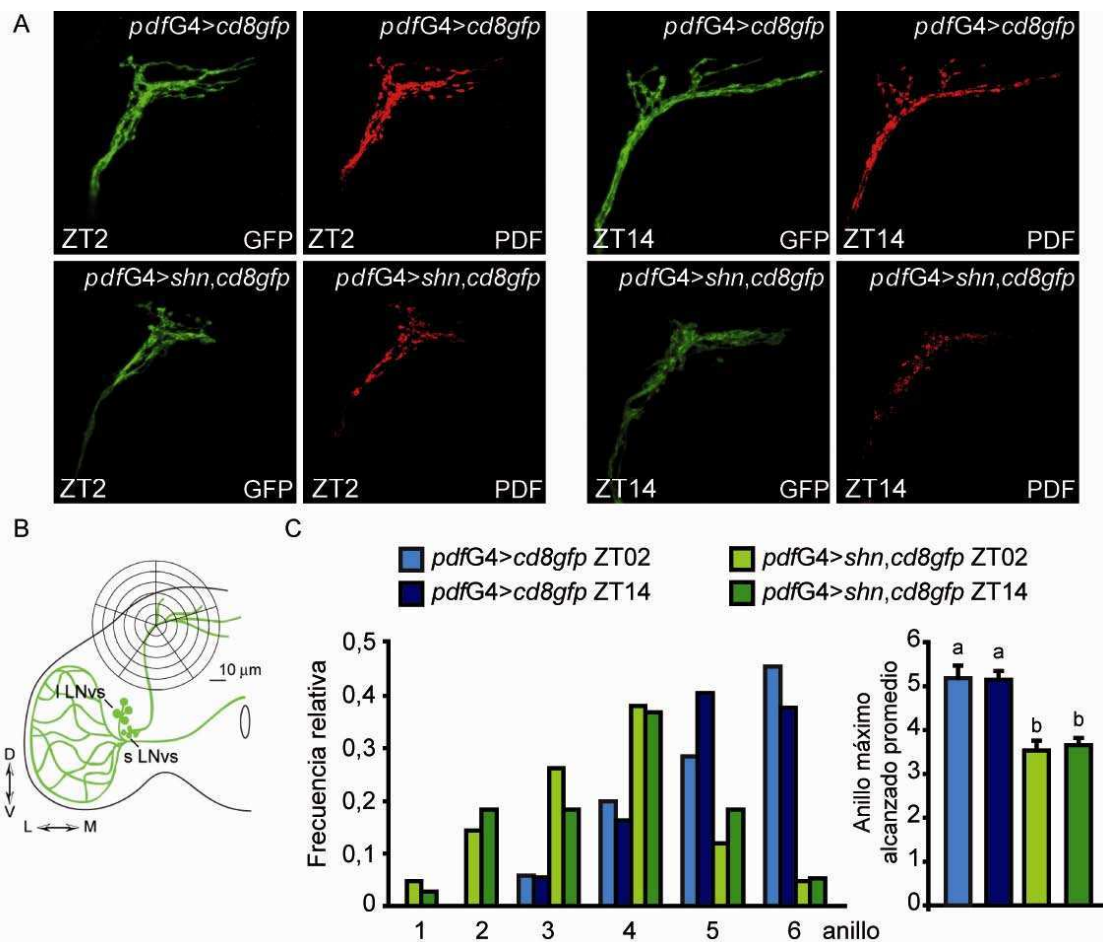 A
pdfG4>cd8gfp
pdfG4>cd8gfp
pdfG4>cd8gfp
pdfG4>cd8gfp
ZT2 GFP
ZT2 PDF
ZT14 GFP
ZT14 PDF
pdfG4>shn,cd8gfp
pdfG4>shn,cd8gfp
pdfG4>shn,cd8gfp
pdfG4>shn,cd8gfp
ZT2 GFP
ZT2 PDF
ZT14 GFP
ZT14 PDF
B
10 µm
l LNvs
s LNvs
D
V
L M
C
pdfG4>cd8gfp ZT02
pdfG4>shn,cd8gfp ZT02
pdfG4>cd8gfp ZT14
pdfG4>shn,cd8gfp ZT14
Frecuencia relativa
0,5
0,4
0,3
0,2
0,1
0
1 2 3 4 5 6 anillo
Anillo máximo
alcanzado promedio
6
5
4
3
2
1
0
a a b b